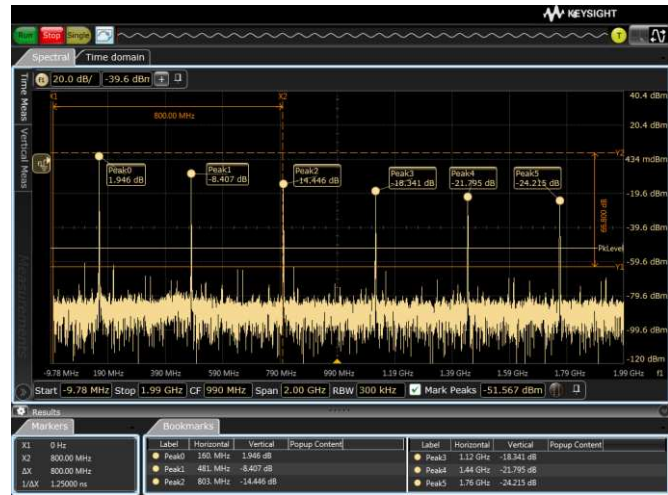 KEYSIGHT
Run Stop Single T
Spectral Time domain
Time Meas
Vertical Meas
Measurements
f1 20.0 dB/ -39.6 dBm
X1 X2
800.00 MHz
40.4 dBm
20.4 dBm
434 mdBm
-19.6 dBm
-39.6 dBm
-59.6 dBm
-79.6 dBm
-99.6 dBm
-120 dBm
Y2
68.800 dB
PkLevel
Y1
Peak0
1.946 dB
Peak1
-8.407 dB
Peak2
-14.446 dB
Peak3
-18.341 dB
Peak4
-21.795 dB
Peak5
-24.215 dB
-9.78 MHz 190 MHz 390 MHz 590 MHz 790 MHz 990 MHz 1.19 GHz 1.39 GHz 1.59 GHz 1.79 GHz 1.99 GHz f1
Start -9.78 MHz Stop 1.99 GHz CF 990 MHz Span 2.00 GHz RBW 300 kHz Mark Peaks -51.567 dBm
Results
Markers Bookmarks
X1 0 Hz
X2 800.00 MHz
ΔX 800.00 MHz
1/ΔX 1.25000 ns
Label Horizontal Vertical Popup Content
Peak0 160. MHz 1.946 dB
Peak1 481. MHz -8.407 dB
Peak2 803. MHz -14.446 dB
Label Horizontal Vertical Popup Content
Peak3 1.12 GHz -18.341 dB
Peak4 1.44 GHz -21.795 dB
Peak5 1.76 GHz -24.215 dB